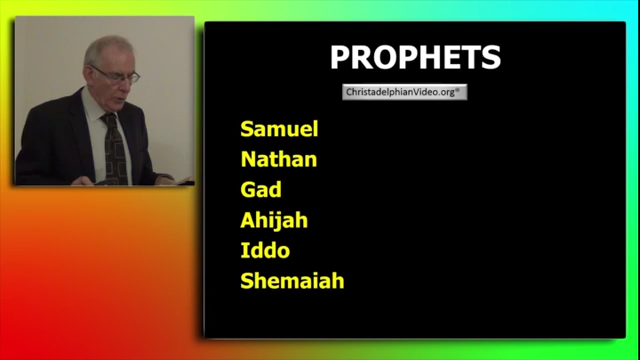 PROPHETS
ChristadelphianVideo.org®
Samuel
Nathan
Gad
Ahijah
Iddo
Shemaiah